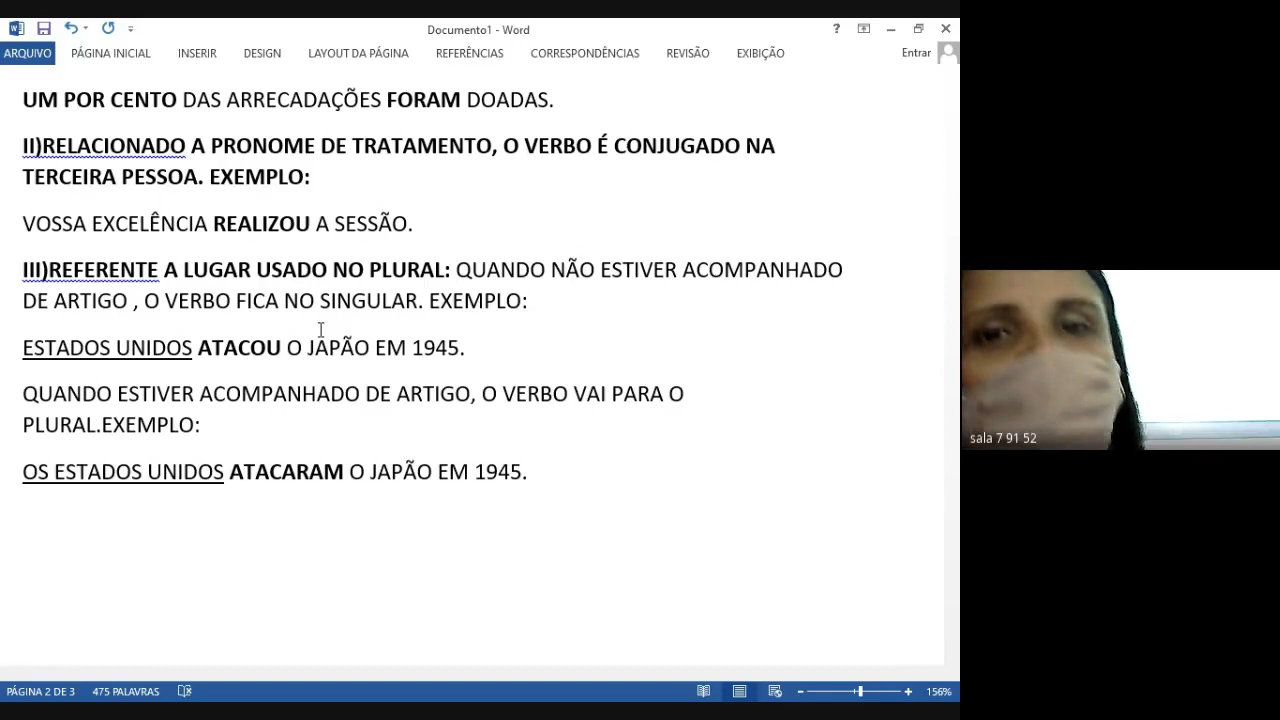 Documento1 - Word
?
ARQUIVO PÁGINA INICIAL INSERIR DESIGN LAYOUT DA PÁGINA REFERÊNCIAS CORRESPONDÊNCIAS REVISÃO EXIBIÇÃO Entrar
UM POR CENTO DAS ARRECADAÇÕES FORAM DOADAS.
II)RELACIONADO A PRONOME DE TRATAMENTO, O VERBO É CONJUGADO NA
TERCEIRA PESSOA. EXEMPLO:
VOSSA EXCELÊNCIA REALIZOU A SESSÃO.
III)REFERENTE A LUGAR USADO NO PLURAL: QUANDO NÃO ESTIVER ACOMPANHADO
DE ARTIGO , O VERBO FICA NO SINGULAR. EXEMPLO:
ESTADOS UNIDOS ATACOU O JAPÃO EM 1945.
QUANDO ESTIVER ACOMPANHADO DE ARTIGO, O VERBO VAI PARA O
PLURAL.EXEMPLO:
OS ESTADOS UNIDOS ATACARAM O JAPÃO EM 1945.
sala 7 91 52
PÁGINA 2 DE 3 475 PALAVRAS 156%